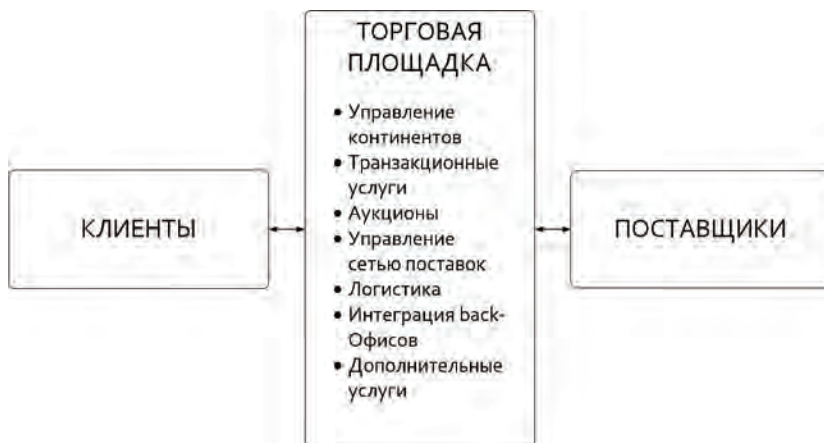 ТОРГОВАЯ
ПЛОЩАДКА
• Управление
континентов
• Транзакционные
услуги
• Аукционы
• Управление
сетью поставок
• Логистика
• Интеграция back-
Офисов
• Дополнительные
услуги
КЛИЕНТЫ
ПОСТАВЩИКИ